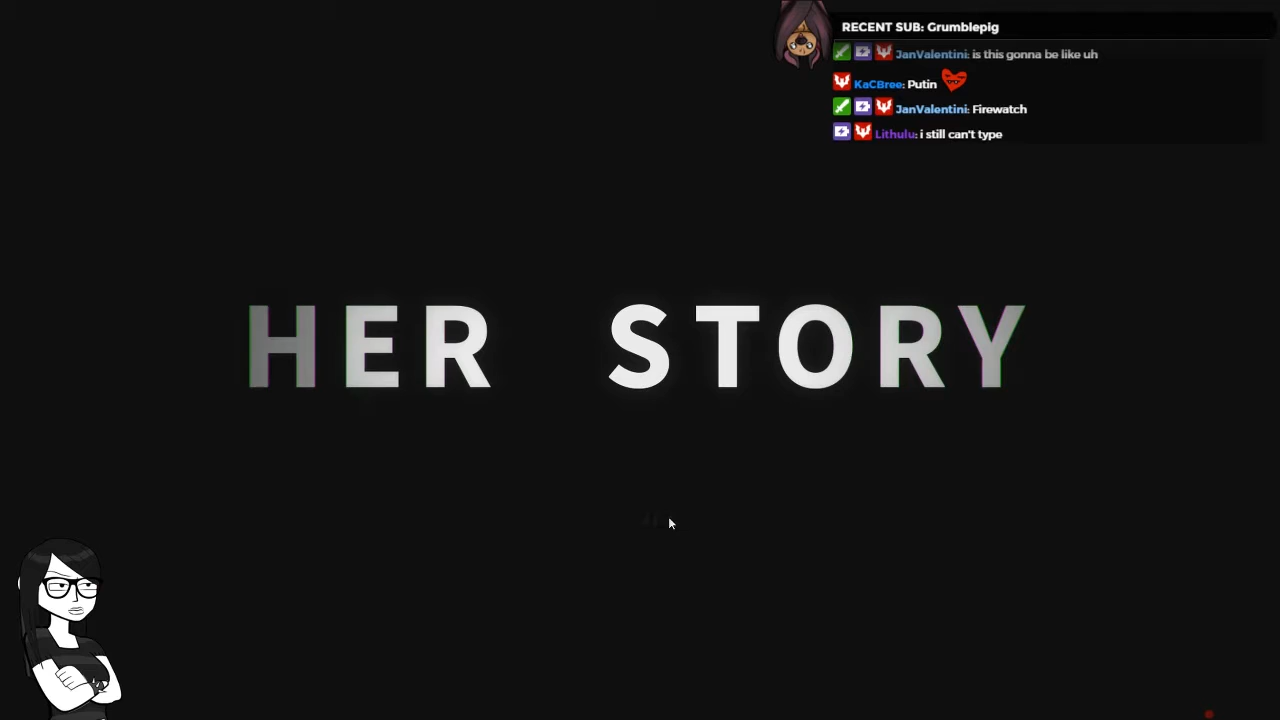 RECENT SUB: Grumblepig
JanValentini: is this gonna be like uh
KaCBree: Putin
JanValentini: Firewatch
Lithulu: i still can't type
HER STORY